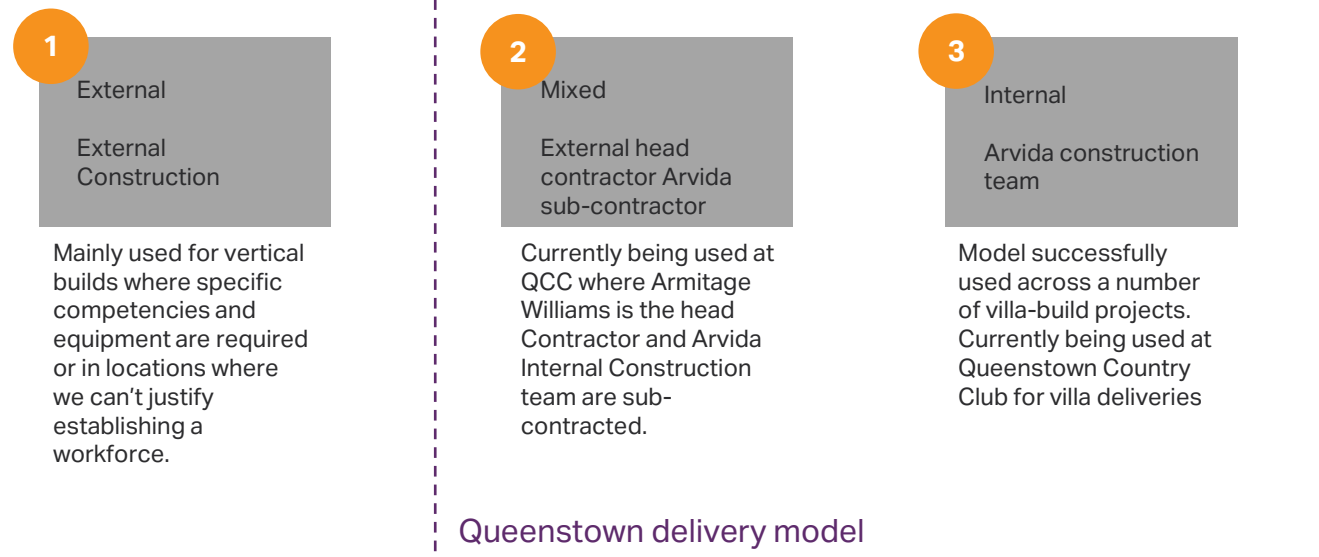 1
External
External
Construction
Mainly used for vertical
builds where specific
competencies and
equipment are required
or in locations where
we can't justify
establishing a
workforce.
2
Mixed
External head
contractor Arvida
sub-contractor
Currently being used at
QCC where Armitage
Williams is the head
Contractor and Arvida
Internal Construction
team are sub-
contracted.
3
Internal
Arvida construction
team
Model successfully
used across a number
of villa-build projects.
Currently being used at
Queenstown Country
Club for villa deliveries
Queenstown delivery model